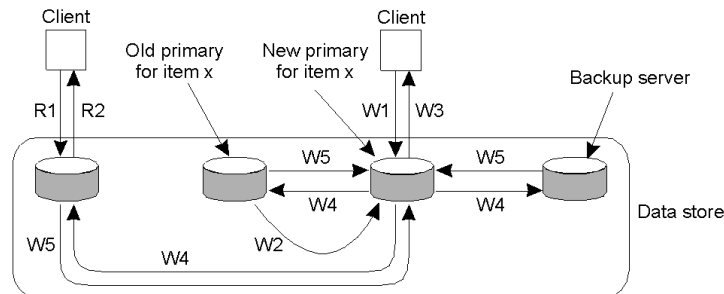 Client
Client
Old primary
for item x
New primary
for item x
Backup server
R1
R2
W1
W3
W5
W5
W4
W4
Data store
W5
W4
W2